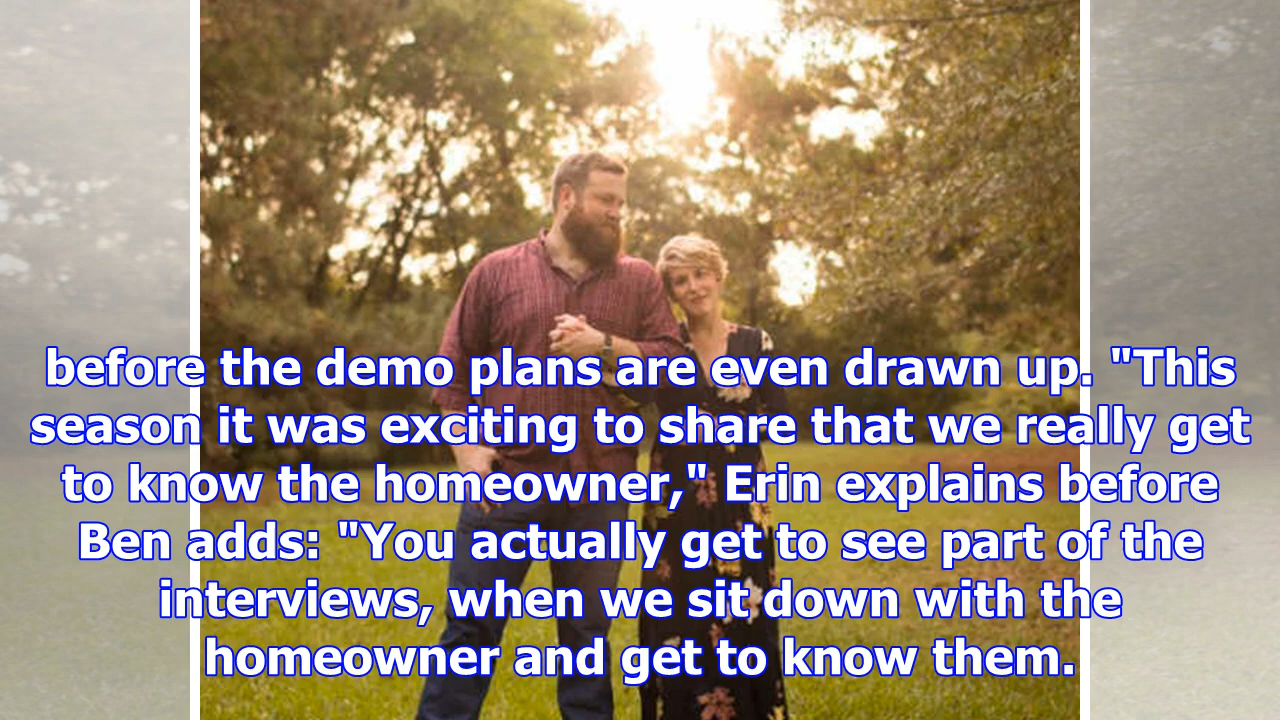 before the demo plans are even drawn up. "This
season it was exciting to share that we really get
to know the homeowner," Erin explains before
Ben adds: "You actually get to see part of the
interviews, when we sit down with the
homeowner and get to know them.